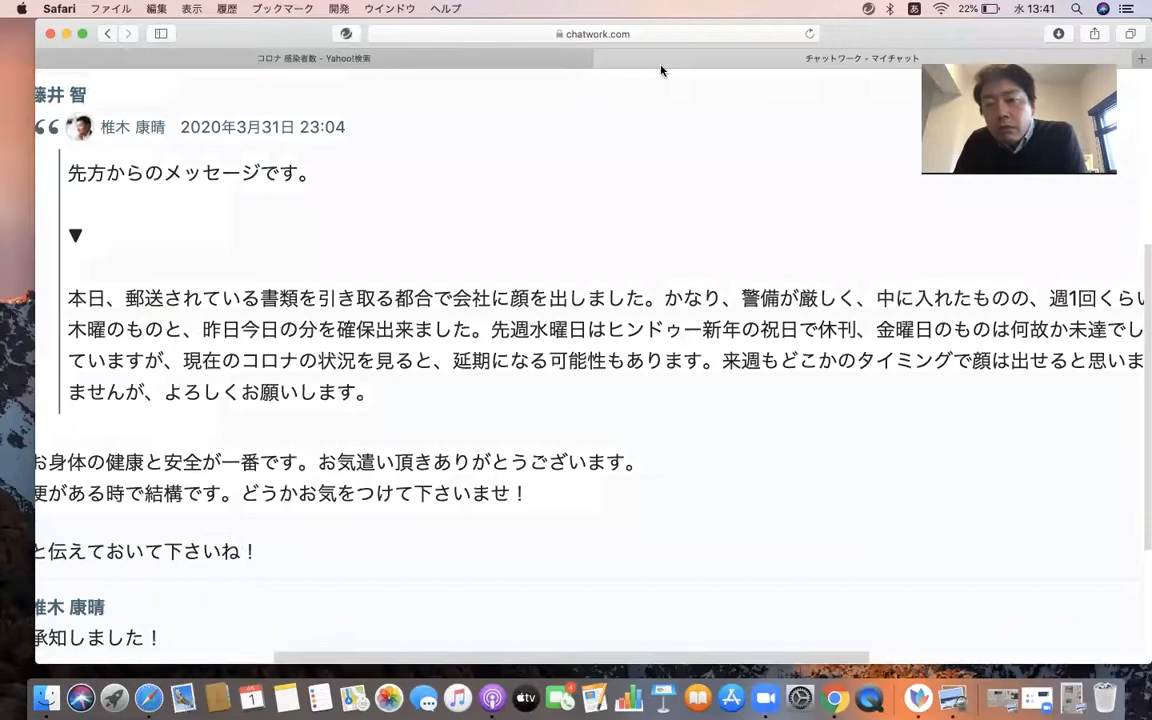 Safari ファイル 編集 表示 履歴 ブックマーク 開発 ウインドウ ヘルプ 22% 水 13:41
chatwork.com
コロナ 感染者数 - Yahoo!検索 チャットワーク - マイチャット
藤井 智
椎木 康晴 2020年3月31日 23:04
先方からのメッセージです。
▼
本日、郵送されている書類を引き取る都合で会社に顔を出しました。かなり、警備が厳しく、中に入れたものの、週1回くらい
木曜のものと、昨日今日の分を確保出来ました。先週水曜日はヒンドゥー新年の祝日で休刊、金曜日のものは何故か未達でし
ていますが、現在のコロナの状況を見ると、延期になる可能性もあります。来週もどこかのタイミングで顔は出せると思いま
ませんが、よろしくお願いします。
お身体の健康と安全が一番です。お気遣い頂きありがとうございます。
便がある時で結構です。どうかお気をつけて下さいませ！
と伝えておいて下さいね！
椎木 康晴
承知しました！